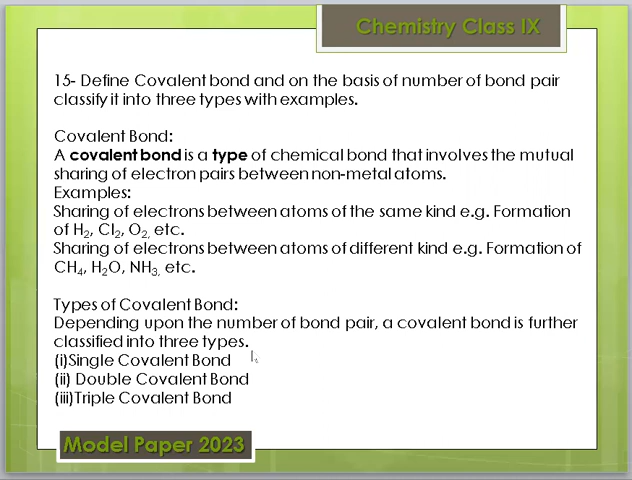 Chemistry Class IX
15- Define Covalent bond and on the basis of number of bond pair
classify it into three types with examples.
Covalent Bond:
A covalent bond is a type of chemical bond that involves the mutual
sharing of electron pairs between non-metal atoms.
Examples:
Sharing of electrons between atoms of the same kind e.g. Formation
of H₂, Cl₂, O₂, etc.
Sharing of electrons between atoms of different kind e.g. Formation of
CH₄, H₂O, NH₃, etc.
Types of Covalent Bond:
Depending upon the number of bond pair, a covalent bond is further
classified into three types.
(i)Single Covalent Bond
(ii) Double Covalent Bond
(iii)Triple Covalent Bond
Model Paper 2023